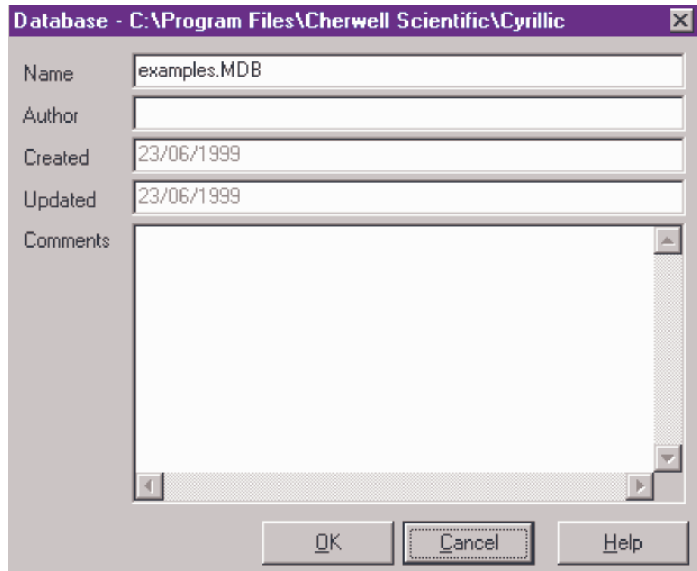 Database - C:\Program Files\Cherwell Scientific\Cyrillic
Name examples.MDB
Author
Created 23/06/1999
Updated 23/06/1999
Comments
OK Cancel Help